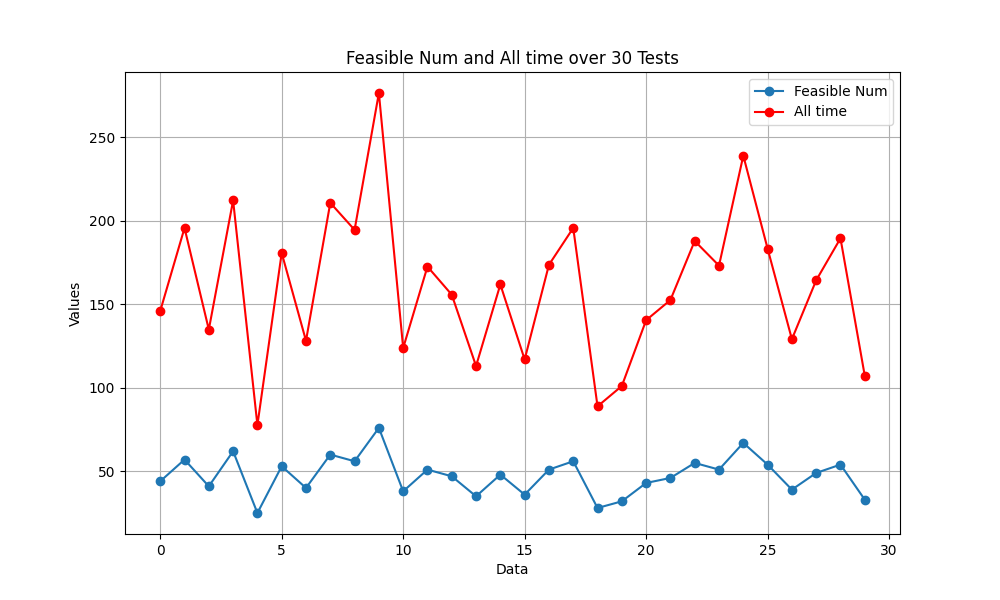 Feasible Num and All time over 30 Tests
Feasible Num
All time
Values
250
200
150
100
50
0 5 10 15 20 25 30
Data